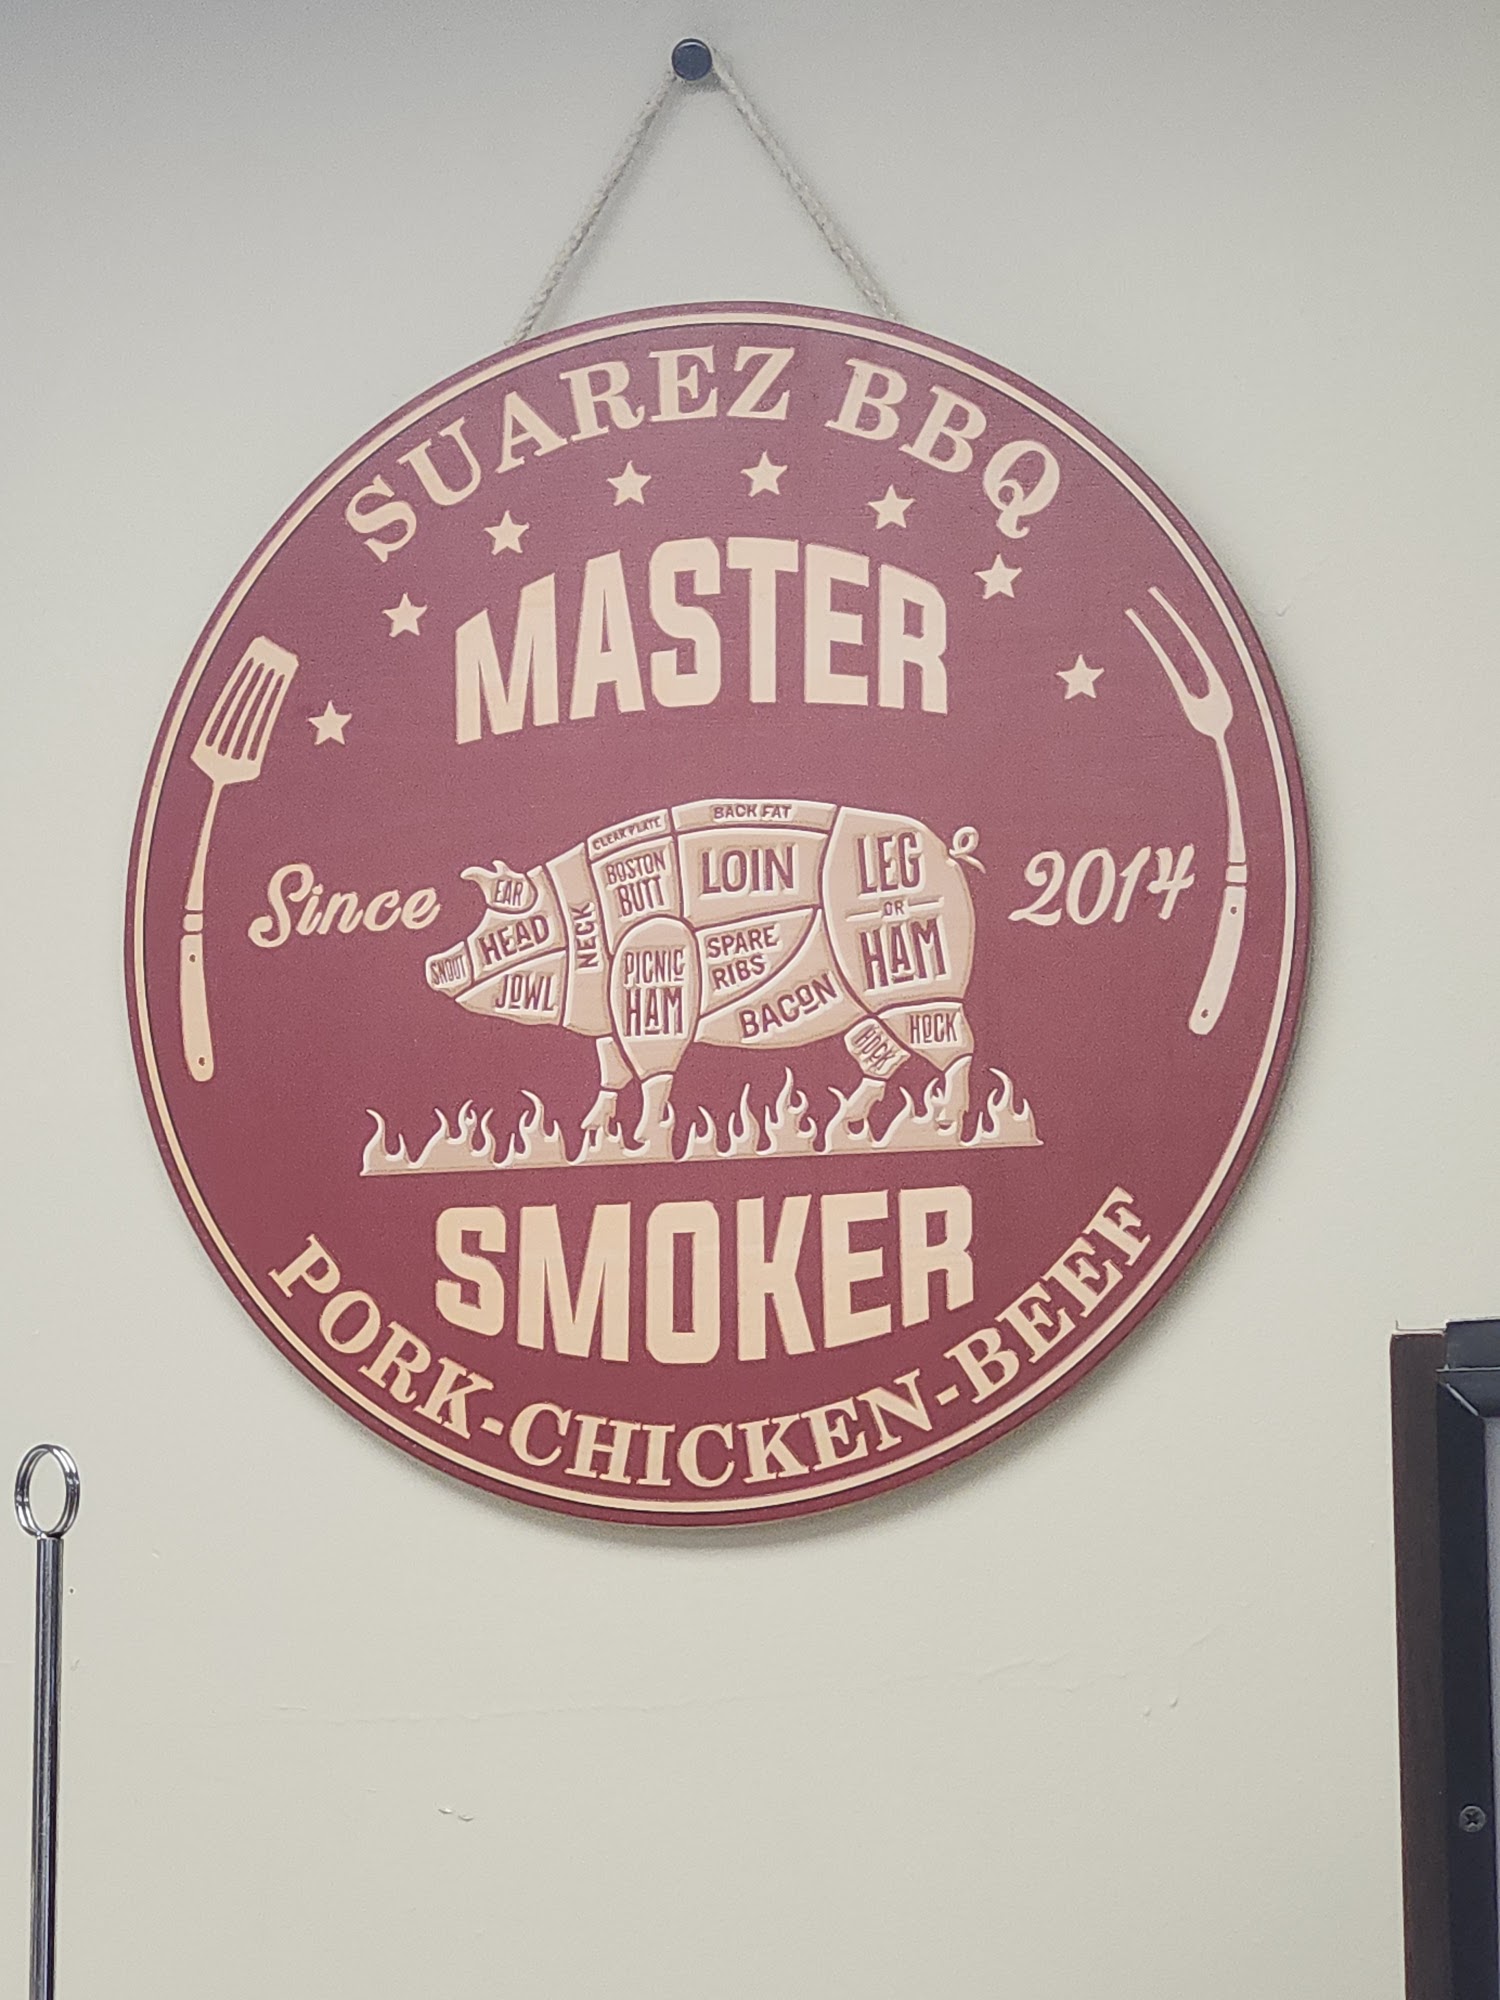 SUAREZ BBQ
MASTER
Since
2014
BACK FAT
CLEAR PLATE
BOSTON
BUTT
LOIN
LEG
OR
HAM
EAR
HEAD
NECK
SNOUT
JOWL
PICNIC
HAM
SPARE
RIBS
BACON
HOCK
HOCK
SMOKER
PORK-CHICKEN-BEEF